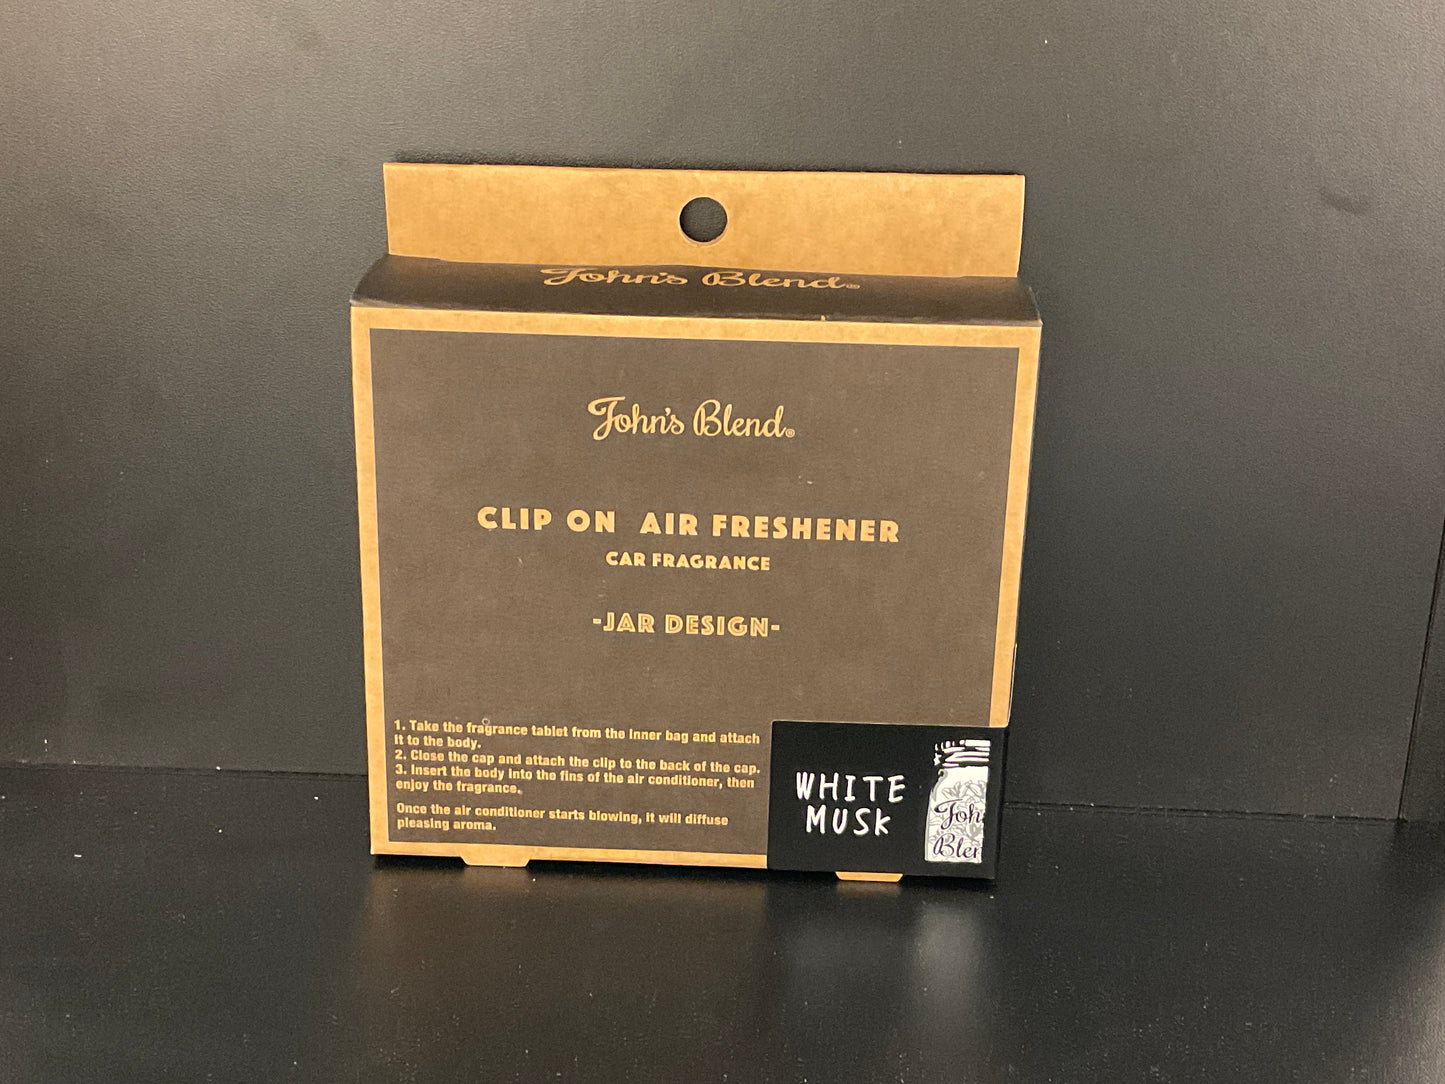 John's Blend®
John's Blend®
CLIP ON AIR FRESHENER
CAR FRAGRANCE
-JAR DESIGN-
1. Take the fragrance tablet from the inner bag and attach
it to the body.
2. Close the cap and attach the clip to the back of the cap.
3. Insert the body into the fins of the air conditioner, then
enjoy the fragrance.
Once the air conditioner starts blowing, it will diffuse
pleasing aroma.
WHITE
MUSK
Joh
Blen